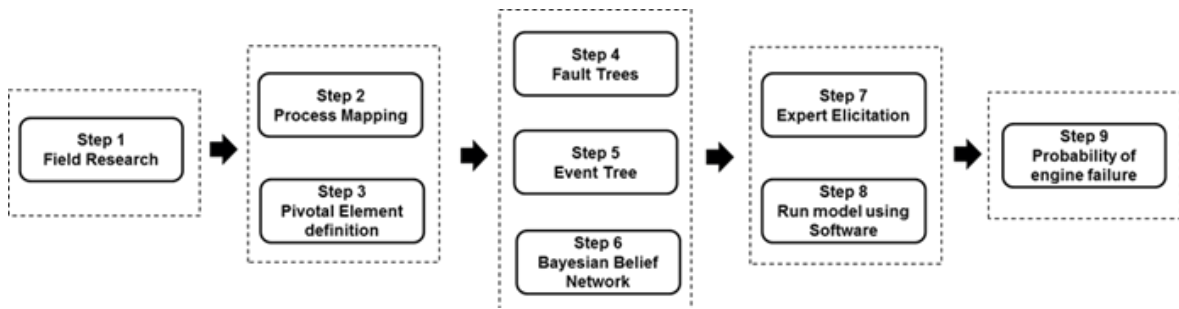 Step 1
Field Research
Step 2
Process Mapping
Step 3
Pivotal Element
definition
Step 4
Fault Trees
Step 5
Event Tree
Step 6
Bayesian Belief
Network
Step 7
Expert Elicitation
Step 8
Run model using
Software
Step 9
Probability of
engine failure